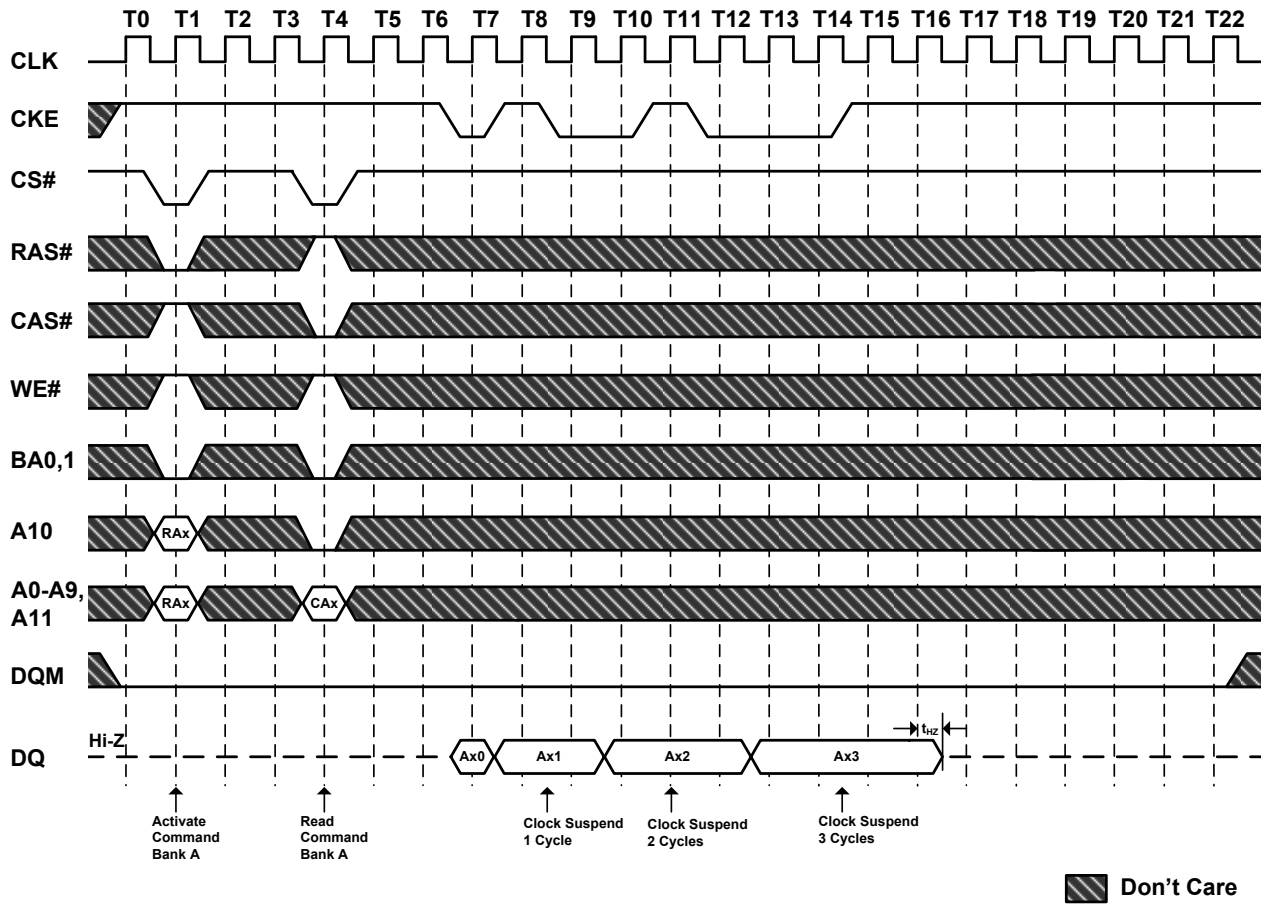 T0 T1 T2 T3 T4 T5 T6 T7 T8 T9 T10 T11 T12 T13 T14 T15 T16 T17 T18 T19 T20 T21 T22
CLK
CKE
CS#
RAS#
CAS#
WE#
BA0,1
A10
RAx
A0-A9,
A11
RAx CAx
DQM
Hi-Z
DQ
Ax0 Ax1 Ax2 Ax3
tHZ
Activate
Command
Bank A
Read
Command
Bank A
Clock Suspend
1 Cycle
Clock Suspend
2 Cycles
Clock Suspend
3 Cycles
Don't Care